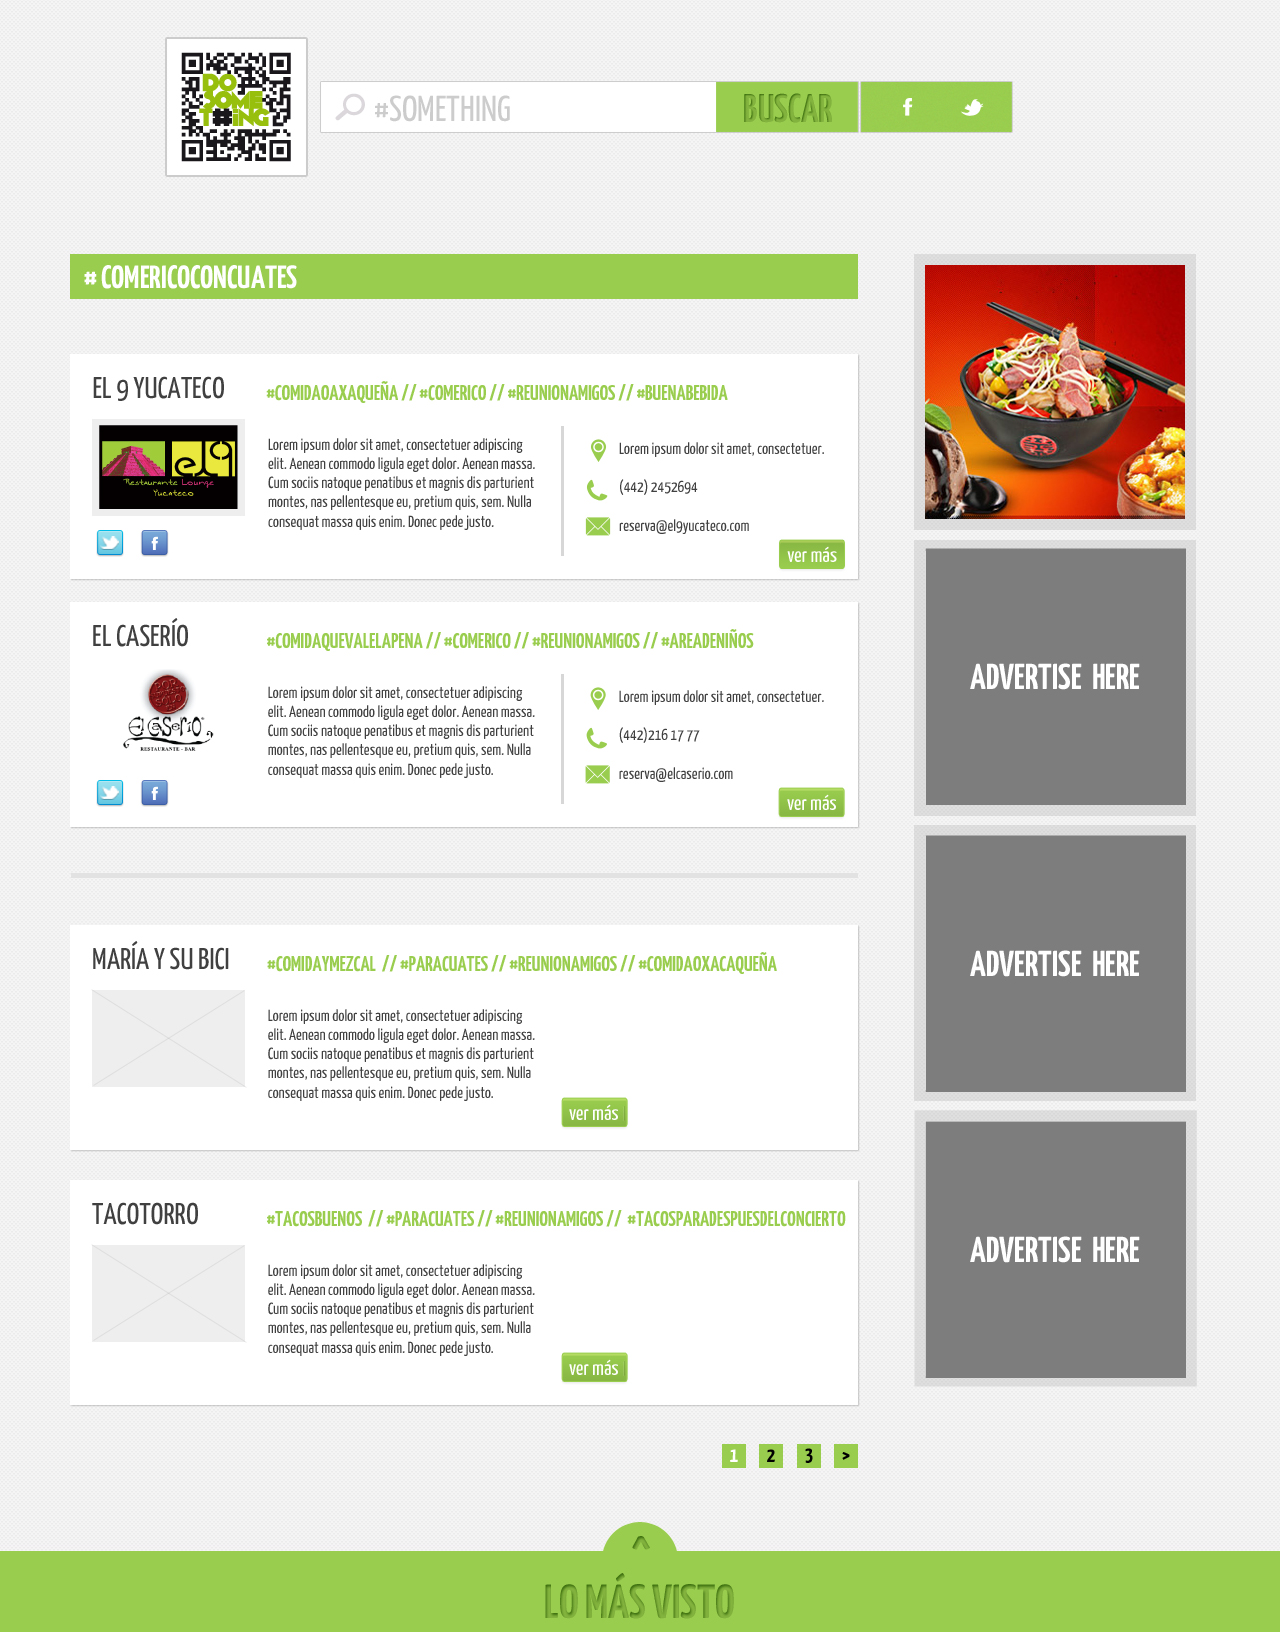 DO
SOME
T#ING
#SOMETHING
BUSCAR
# COMERICOCONCUATES
EL 9 YUCATECO
#COMIDAOAXAQUEÑA // #COMERICO // #REUNIONAMIGOS // #BUENABEBIDA
el9
Restaurante Lounge
Yucateco
Lorem ipsum dolor sit amet, consectetuer adipiscing
elit. Aenean commodo ligula eget dolor. Aenean massa.
Cum sociis natoque penatibus et magnis dis parturient
montes, nas pellentesque eu, pretium quis, sem. Nulla
consequat massa quis enim. Donec pede justo.
Lorem ipsum dolor sit amet, consectetuer.
(442) 2452694
reserva@el9yucateco.com
ver más
EL CASERÍO
#COMIDAQUEVALELAPENA // #COMERICO // #REUNIONAMIGOS // #AREADENIÑOS
El CaSeríO
RESTAURANTE - BAR
Lorem ipsum dolor sit amet, consectetuer adipiscing
elit. Aenean commodo ligula eget dolor. Aenean massa.
Cum sociis natoque penatibus et magnis dis parturient
montes, nas pellentesque eu, pretium quis, sem. Nulla
consequat massa quis enim. Donec pede justo.
Lorem ipsum dolor sit amet, consectetuer.
(442)216 17 77
reserva@elcaserio.com
ver más
MARÍA Y SU BICI
#COMIDAYMEZCAL // #PARACUATES // #REUNIONAMIGOS // #COMIDAOXACAQUEÑA
Lorem ipsum dolor sit amet, consectetuer adipiscing
elit. Aenean commodo ligula eget dolor. Aenean massa.
Cum sociis natoque penatibus et magnis dis parturient
montes, nas pellentesque eu, pretium quis, sem. Nulla
consequat massa quis enim. Donec pede justo.
ver más
TACOTORRO
#TACOSBUENOS // #PARACUATES // #REUNIONAMIGOS // #TACOSPARADESPUESDELCONCIERTO
Lorem ipsum dolor sit amet, consectetuer adipiscing
elit. Aenean commodo ligula eget dolor. Aenean massa.
Cum sociis natoque penatibus et magnis dis parturient
montes, nas pellentesque eu, pretium quis, sem. Nulla
consequat massa quis enim. Donec pede justo.
ver más
ADVERTISE HERE
ADVERTISE HERE
ADVERTISE HERE
1 2 3 >
LO MÁS VISTO